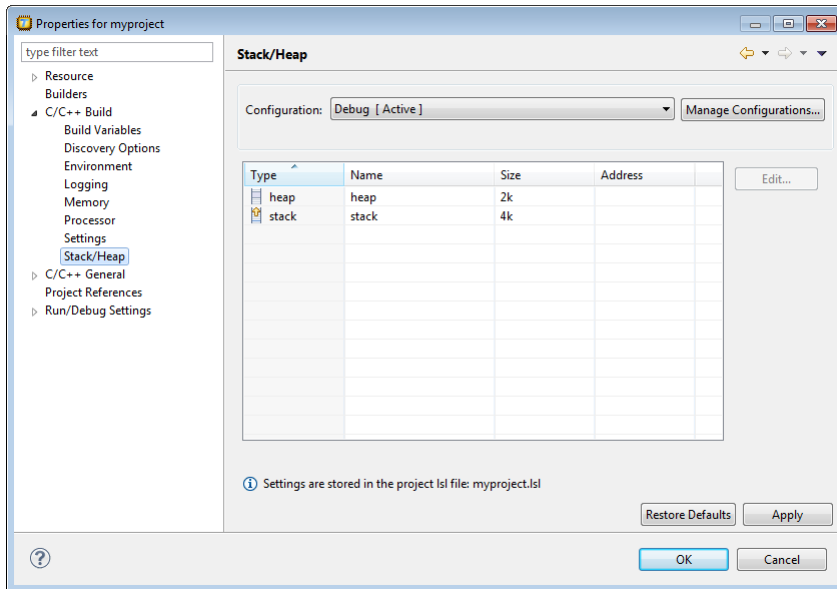 Properties for myproject
type filter text
Stack/Heap
Resource
Builders
C/C++ Build
Build Variables
Discovery Options
Environment
Logging
Memory
Processor
Settings
Stack/Heap
C/C++ General
Project References
Run/Debug Settings
Configuration: Debug [ Active ] Manage Configurations...
Type Name Size Address
heap heap 2k
stack stack 4k
Edit...
Settings are stored in the project lsl file: myproject.lsl
Restore Defaults Apply
? OK Cancel